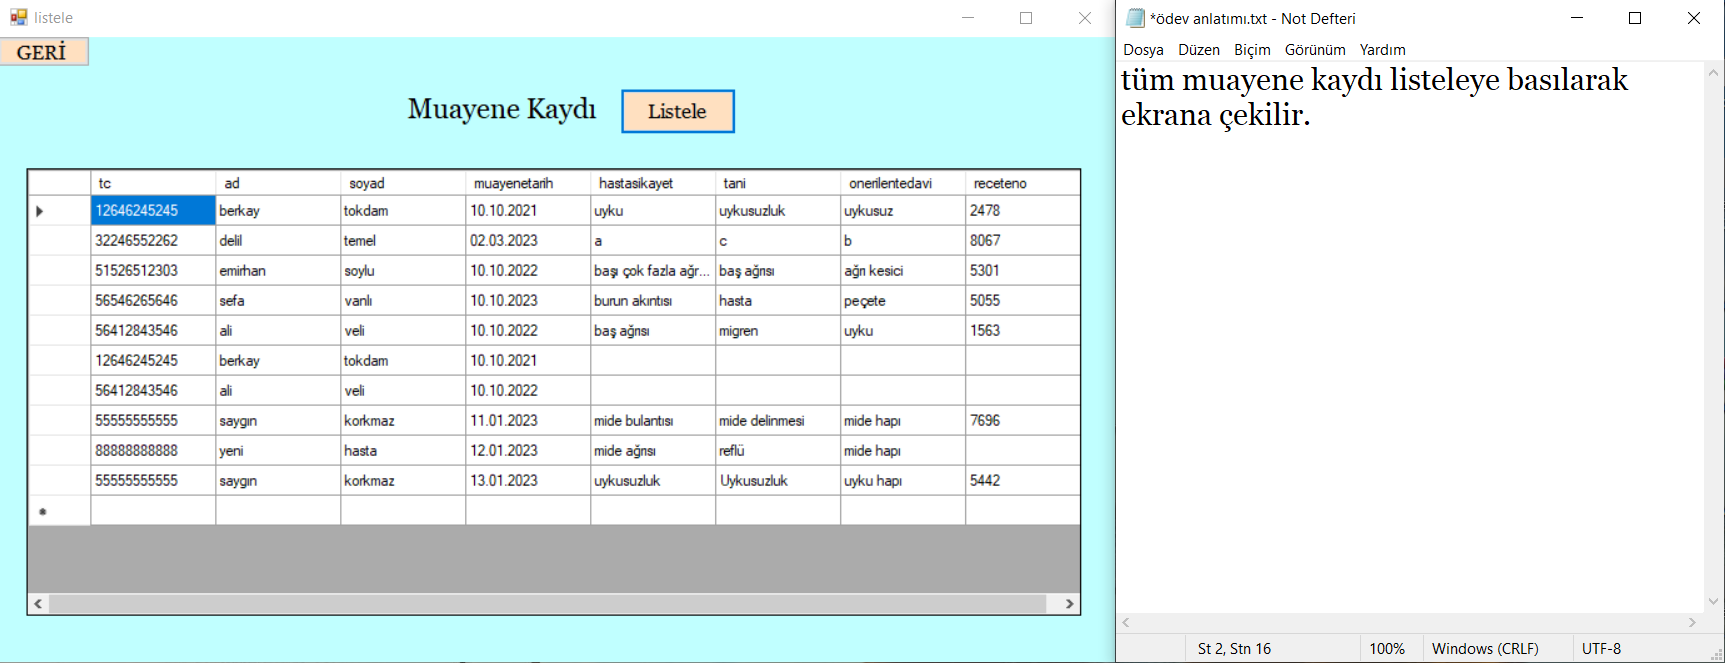 listele
GERİ
Muayene Kaydı Listele
tc ad soyad muayenetarih hastasikayet tani onerilentedavi receteno
12646245245 berkay tokdam 10.10.2021 uyku uykusuzluk uykusuz 2478
32246552262 delil temel 02.03.2023 a c b 8067
51526512303 emirhan soylu 10.10.2022 başı çok fazla ağr... baş ağrısı ağrı kesici 5301
56546265646 sefa vanlı 10.10.2023 burun akıntısı hasta peçete 5055
56412843546 ali veli 10.10.2022 baş ağrısı migren uyku 1563
12646245245 berkay tokdam 10.10.2021
56412843546 ali veli 10.10.2022
55555555555 saygın korkmaz 11.01.2023 mide bulantısı mide delinmesi mide hapı 7696
88888888888 yeni hasta 12.01.2023 mide ağrısı reflü mide hapı
55555555555 saygın korkmaz 13.01.2023 uykusuzluk Uykusuzluk uyku hapı 5442
*ödev anlatımı.txt - Not Defteri
Dosya Düzen Biçim Görünüm Yardım
tüm muayene kaydı listeleye basılarak
ekrana çekilir.
St 2, Stn 16 100% Windows (CRLF) UTF-8